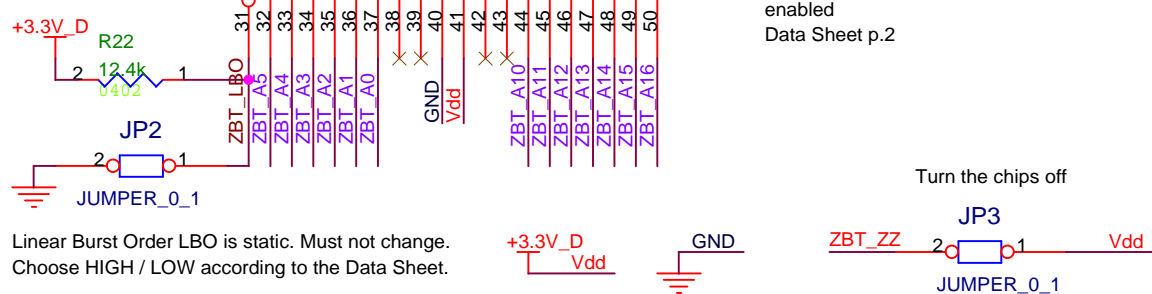 enabled
Data Sheet p.2
+3.3V_D
R22
12.4k
0402
2
1
31
32
33
34
35
36
37
38
39
40
41
42
43
44
45
46
47
48
49
50
ZBT_LBO
ZBT_A5
ZBT_A4
ZBT_A3
ZBT_A2
ZBT_A1
ZBT_A0
GND
Vdd
ZBT_A10
ZBT_A11
ZBT_A12
ZBT_A13
ZBT_A14
ZBT_A15
ZBT_A16
JP2
2
1
JUMPER_0_1
Linear Burst Order LBO is static. Must not change.
Choose HIGH / LOW according to the Data Sheet.
+3.3V_D
Vdd
GND
Turn the chips off
JP3
ZBT_ZZ
2
1
Vdd
JUMPER_0_1